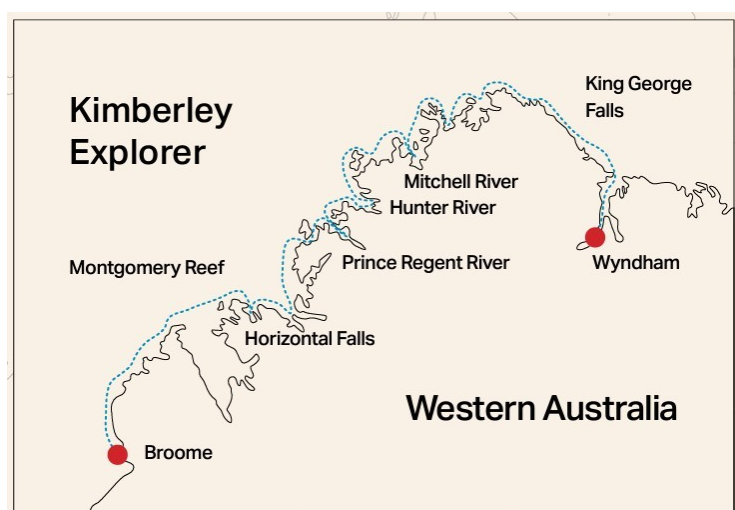 Kimberley
Explorer
King George
Falls
Mitchell River
Hunter River
Prince Regent River
Wyndham
Montgomery Reef
Horizontal Falls
Western Australia
Broome